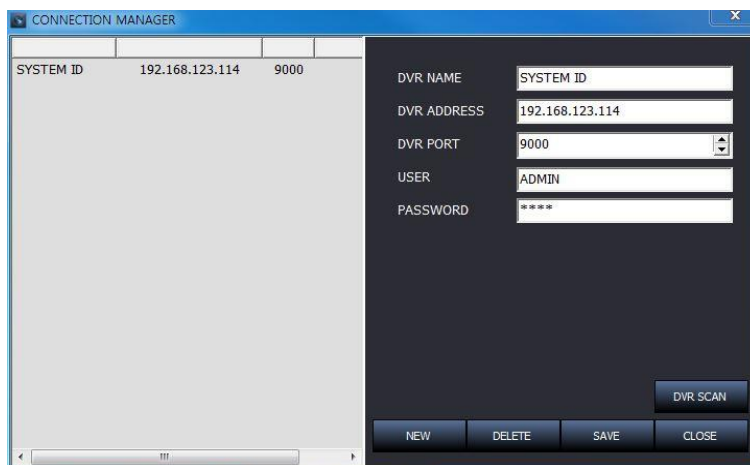 CONNECTION MANAGER
X
SYSTEM ID 192.168.123.114 9000
DVR NAME SYSTEM ID
DVR ADDRESS 192.168.123.114
DVR PORT 9000
USER ADMIN
PASSWORD ****
DVR SCAN
NEW DELETE SAVE CLOSE